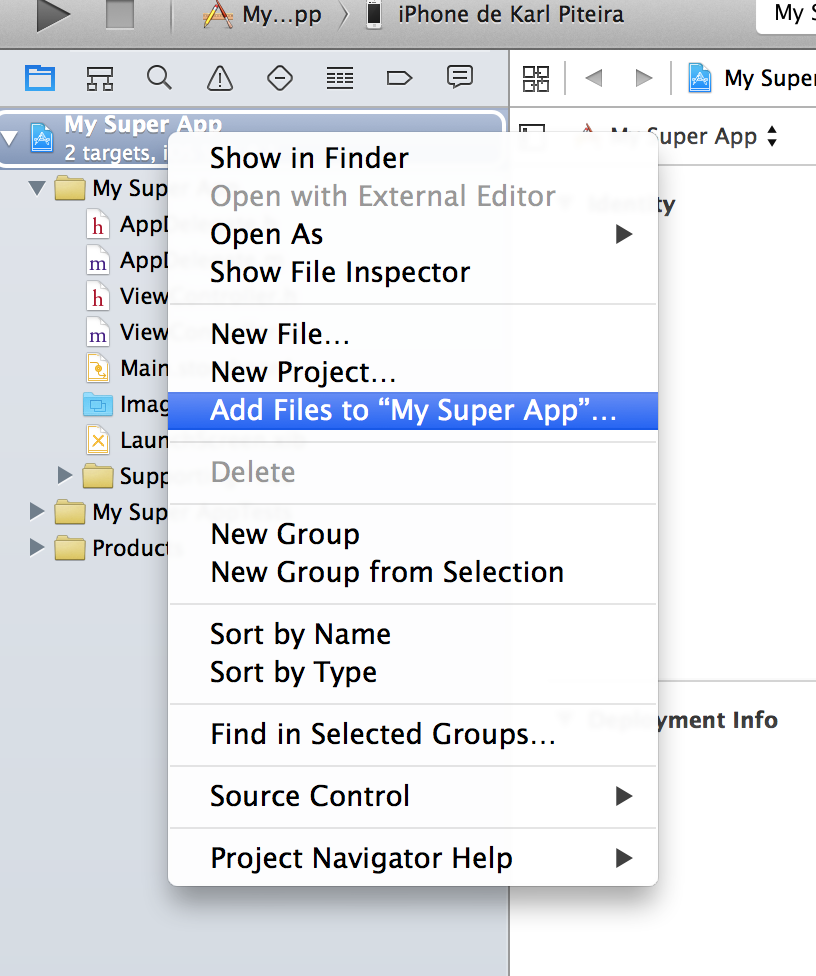 My...pp
iPhone de Karl Piteira
My
My Super App
2 targets,
My Super
My Super App
Show in Finder
Open with External Editor
Open As
Show File Inspector
New File...
New Project...
Add Files to “My Super App”...
Delete
New Group
New Group from Selection
Sort by Name
Sort by Type
Find in Selected Groups...
Source Control
Project Navigator Help
My Sup
h AppD
m AppD
h View
m View
Main
Imag
Laun
Suppo
My Sup
Product
Identity
Deployment Info